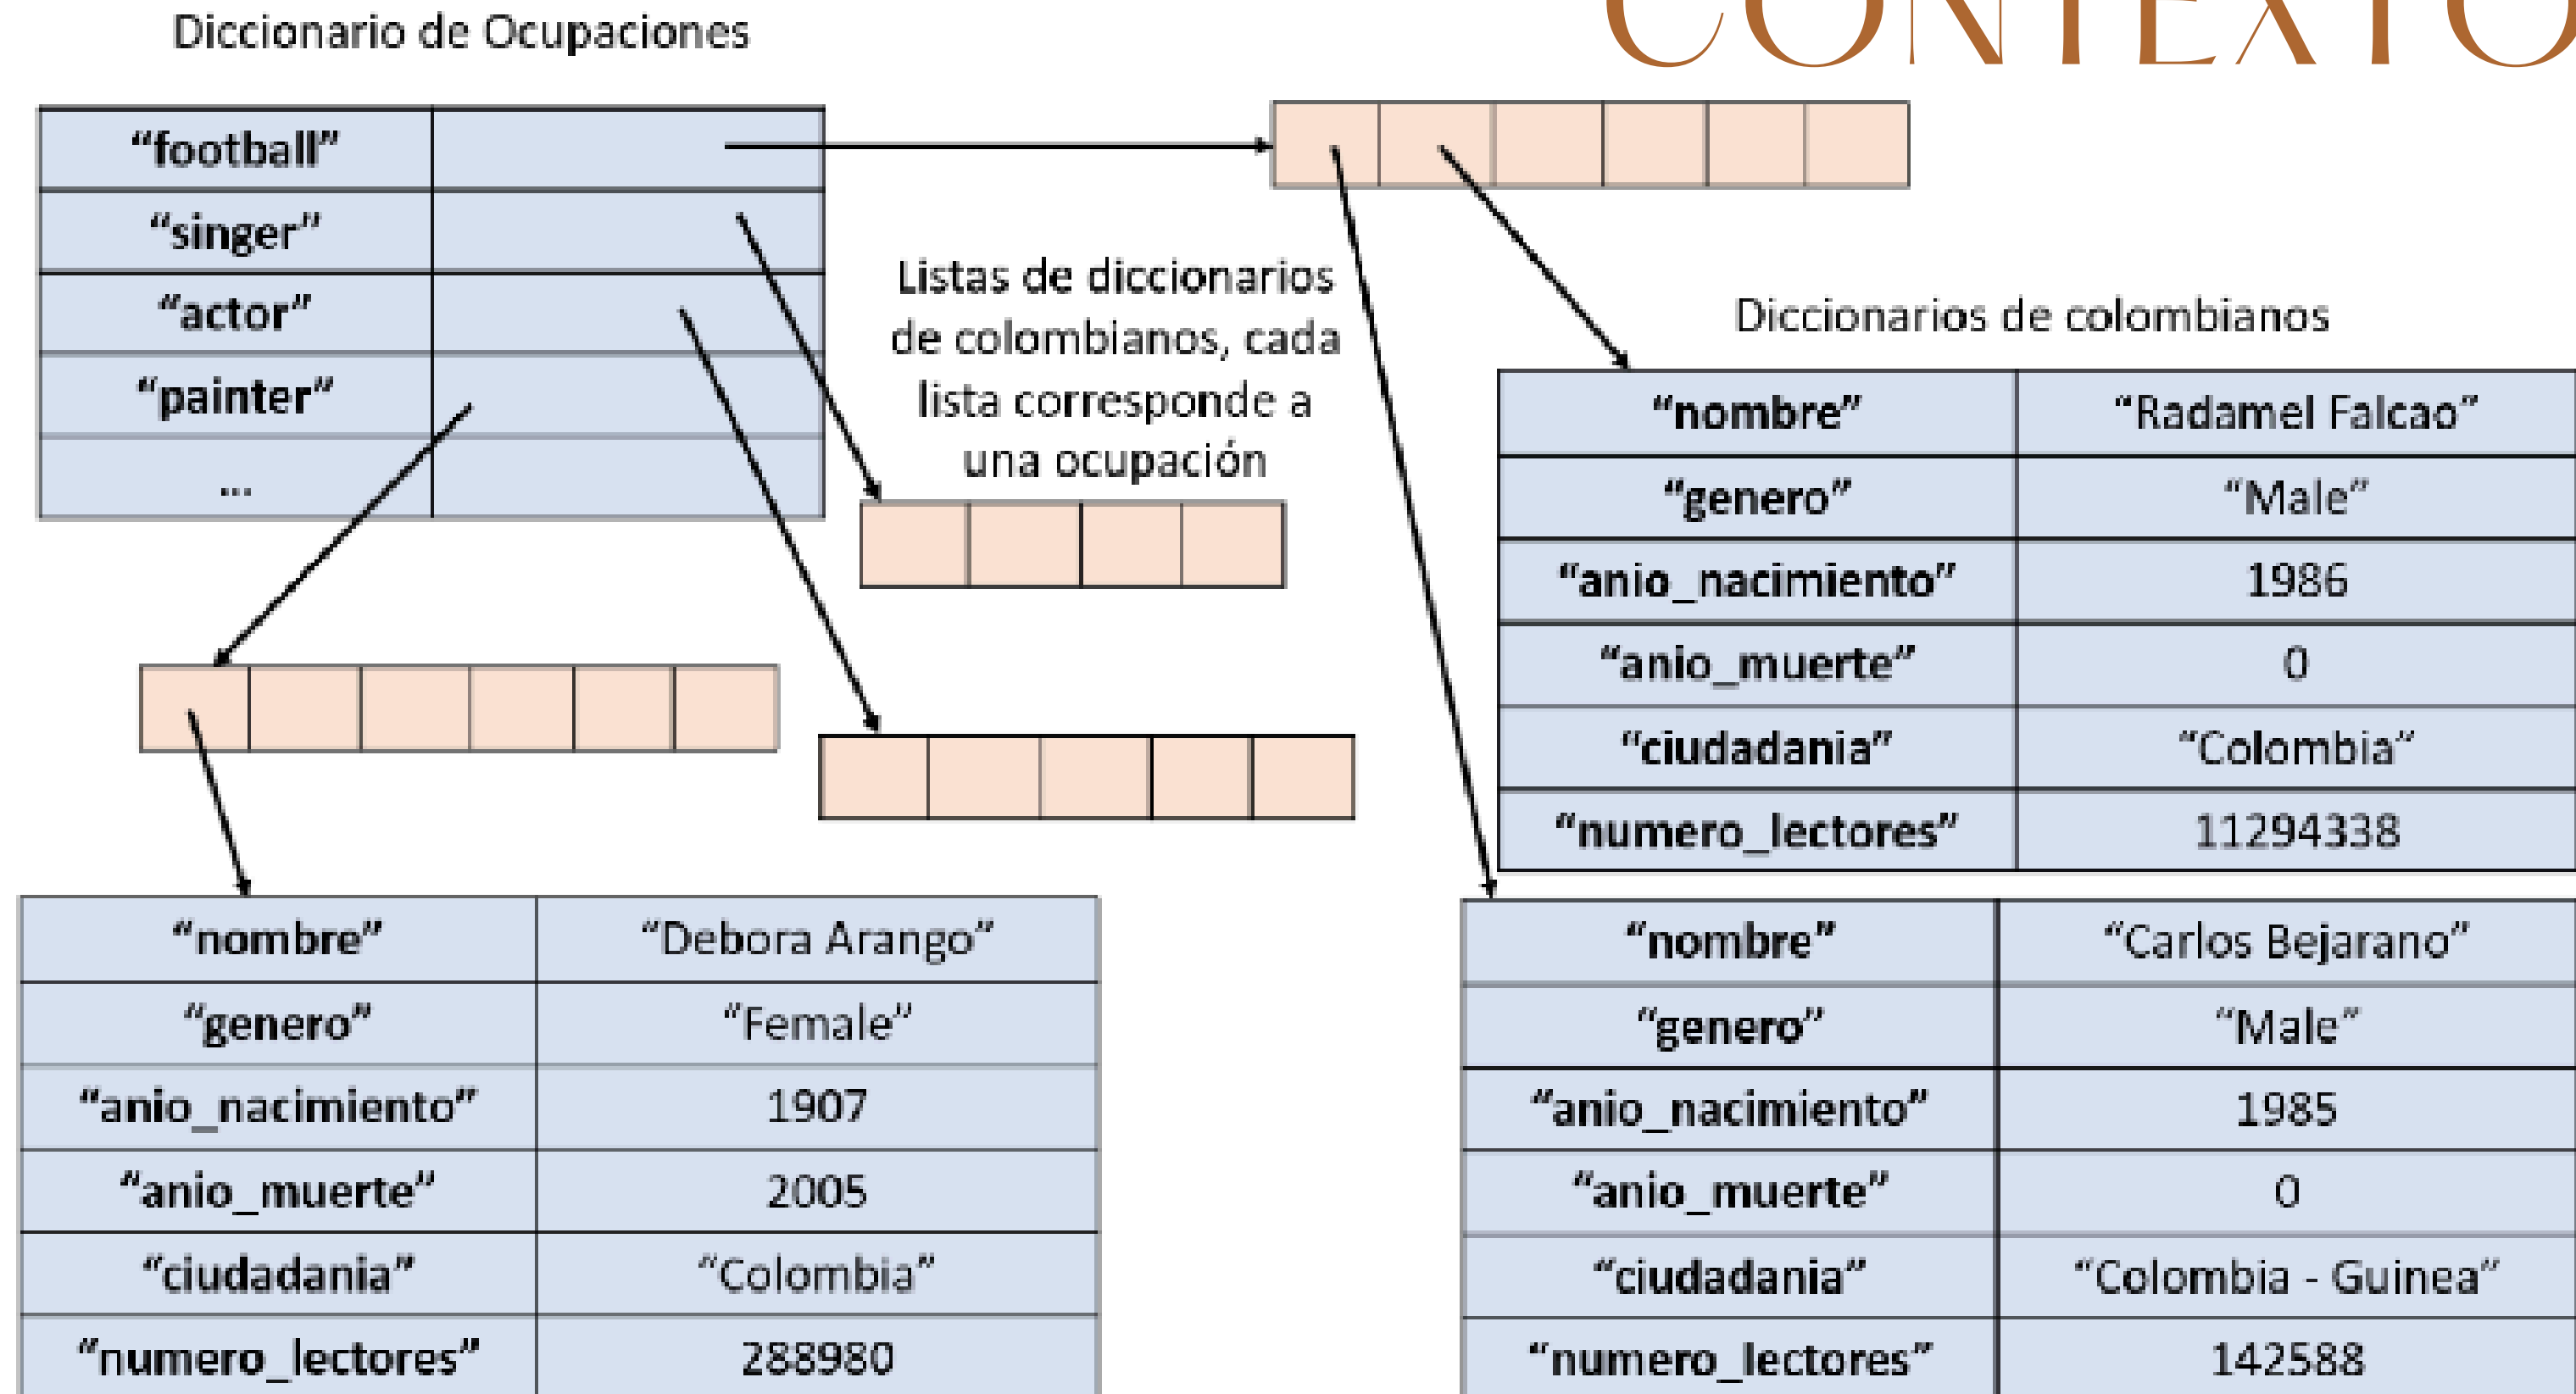 CONTEXTO
Diccionario de Ocupaciones
“football”
“singer”
“actor”
“painter”
...
Listas de diccionarios
de colombianos, cada
lista corresponde a
una ocupación
Diccionarios de colombianos
“nombre” “Radamel Falcao”
“genero” “Male”
“anio_nacimiento” 1986
“anio_muerte” 0
“ciudadania” “Colombia”
“numero_lectores” 11294338
“nombre” “Debora Arango”
“genero” “Female”
“anio_nacimiento” 1907
“anio_muerte” 2005
“ciudadania” “Colombia”
“numero_lectores” 288980
“nombre” “Carlos Bejarano”
“genero” “Male”
“anio_nacimiento” 1985
“anio_muerte” 0
“ciudadania” “Colombia - Guinea”
“numero_lectores” 142588